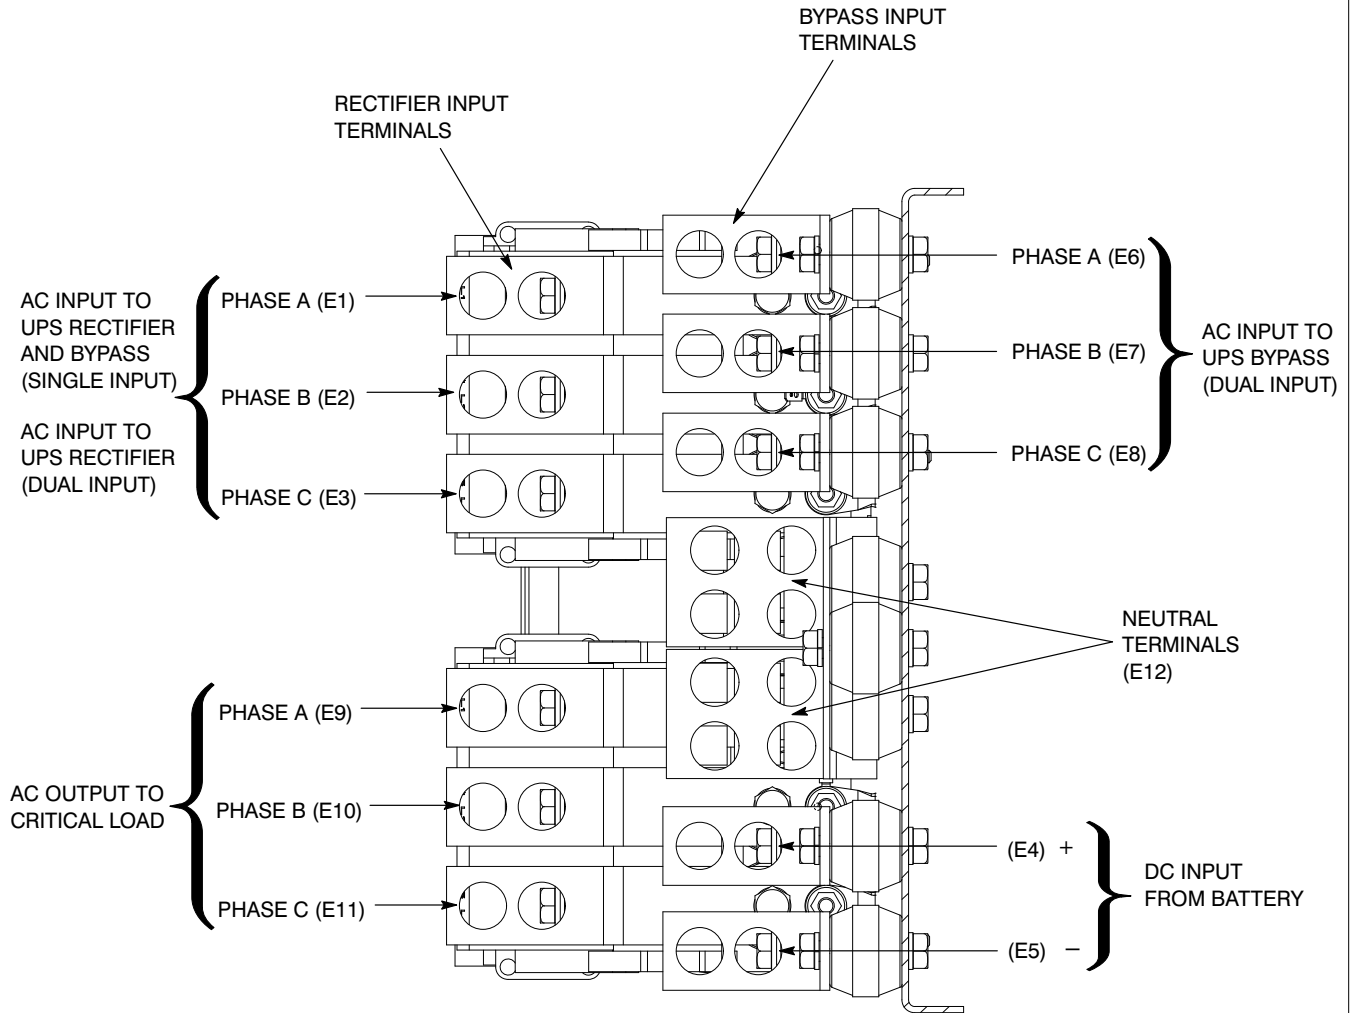 BYPASS INPUT
TERMINALS
RECTIFIER INPUT
TERMINALS
AC INPUT TO
UPS RECTIFIER
AND BYPASS
(SINGLE INPUT)
AC INPUT TO
UPS RECTIFIER
(DUAL INPUT)
PHASE A (E1)
PHASE B (E2)
PHASE C (E3)
PHASE A (E6)
PHASE B (E7)
PHASE C (E8)
AC INPUT TO
UPS BYPASS
(DUAL INPUT)
NEUTRAL
TERMINALS
(E12)
AC OUTPUT TO
CRITICAL LOAD
PHASE A (E9)
PHASE B (E10)
PHASE C (E11)
(E4) +
(E5) −
DC INPUT
FROM BATTERY